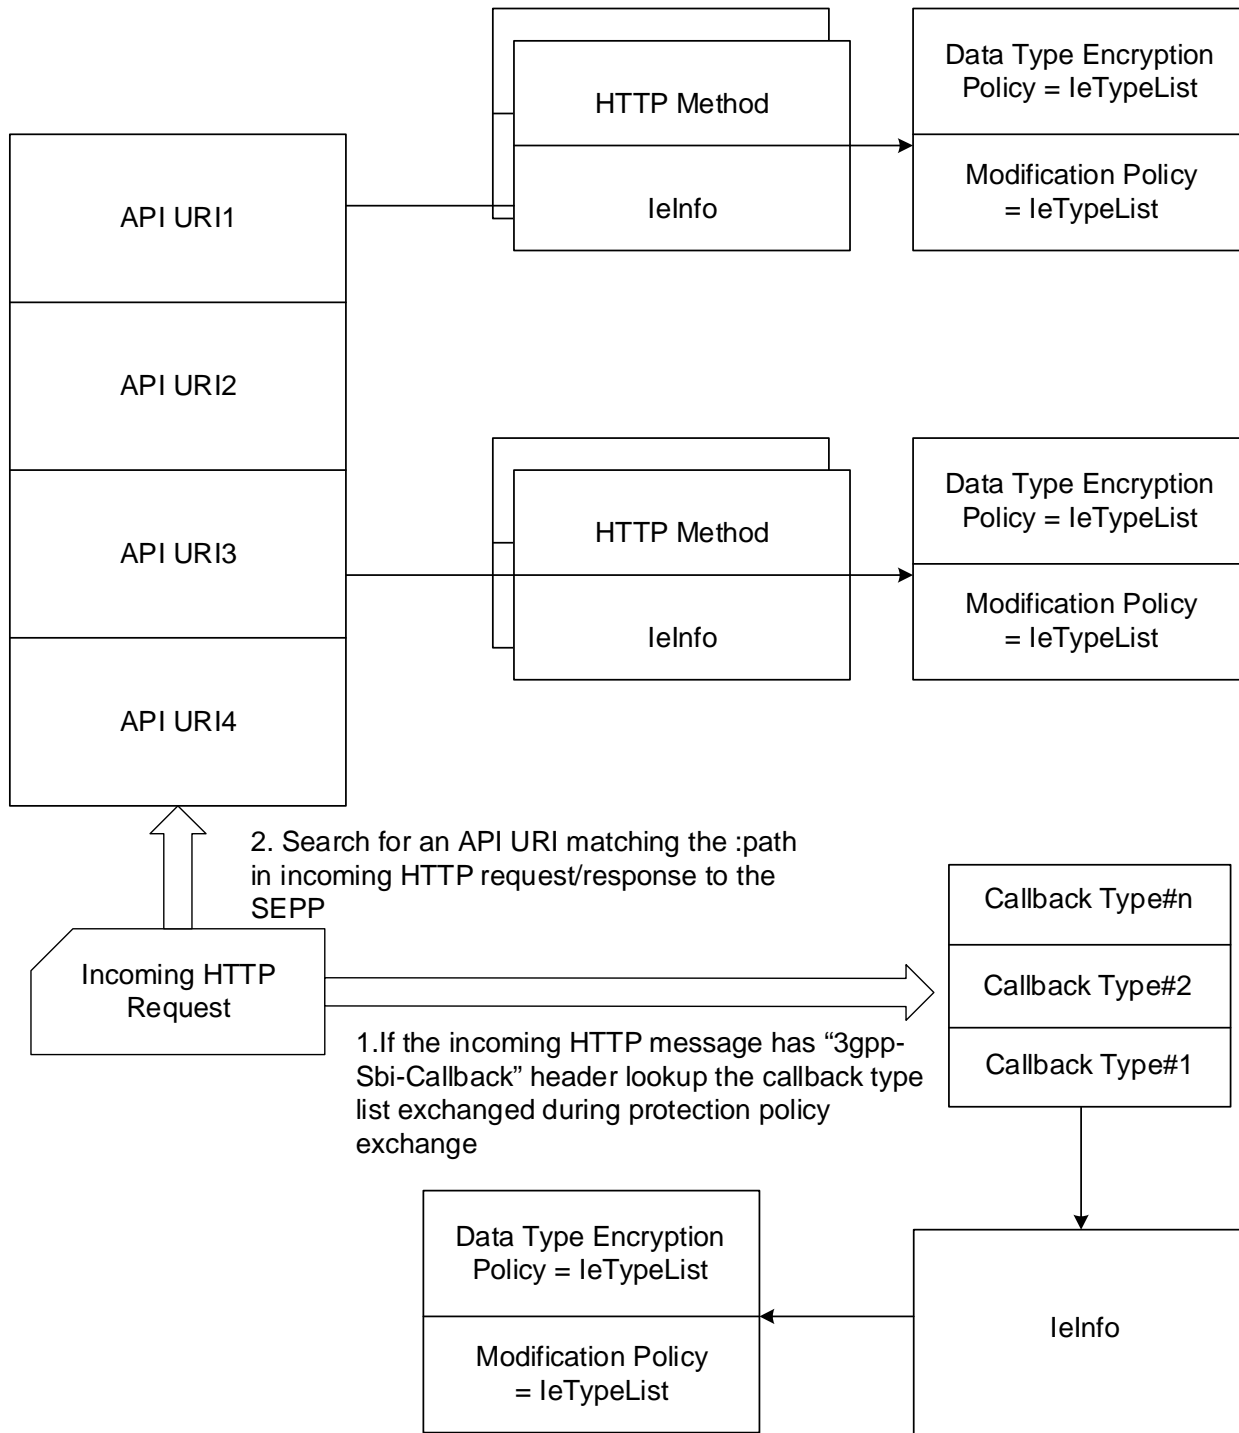 HTTP Method
IeInfo
Data Type Encryption
Policy = IeTypeList
Modification Policy
= IeTypeList
API URI1
API URI2
API URI3
API URI4
HTTP Method
IeInfo
Data Type Encryption
Policy = IeTypeList
Modification Policy
= IeTypeList
2. Search for an API URI matching the :path
in incoming HTTP request/response to the
SEPP
Incoming HTTP
Request
1.If the incoming HTTP message has “3gpp-
Sbi-Callback” header lookup the callback type
list exchanged during protection policy
exchange
Callback Type#n
Callback Type#2
Callback Type#1
Data Type Encryption
Policy = IeTypeList
Modification Policy
= IeTypeList
IeInfo